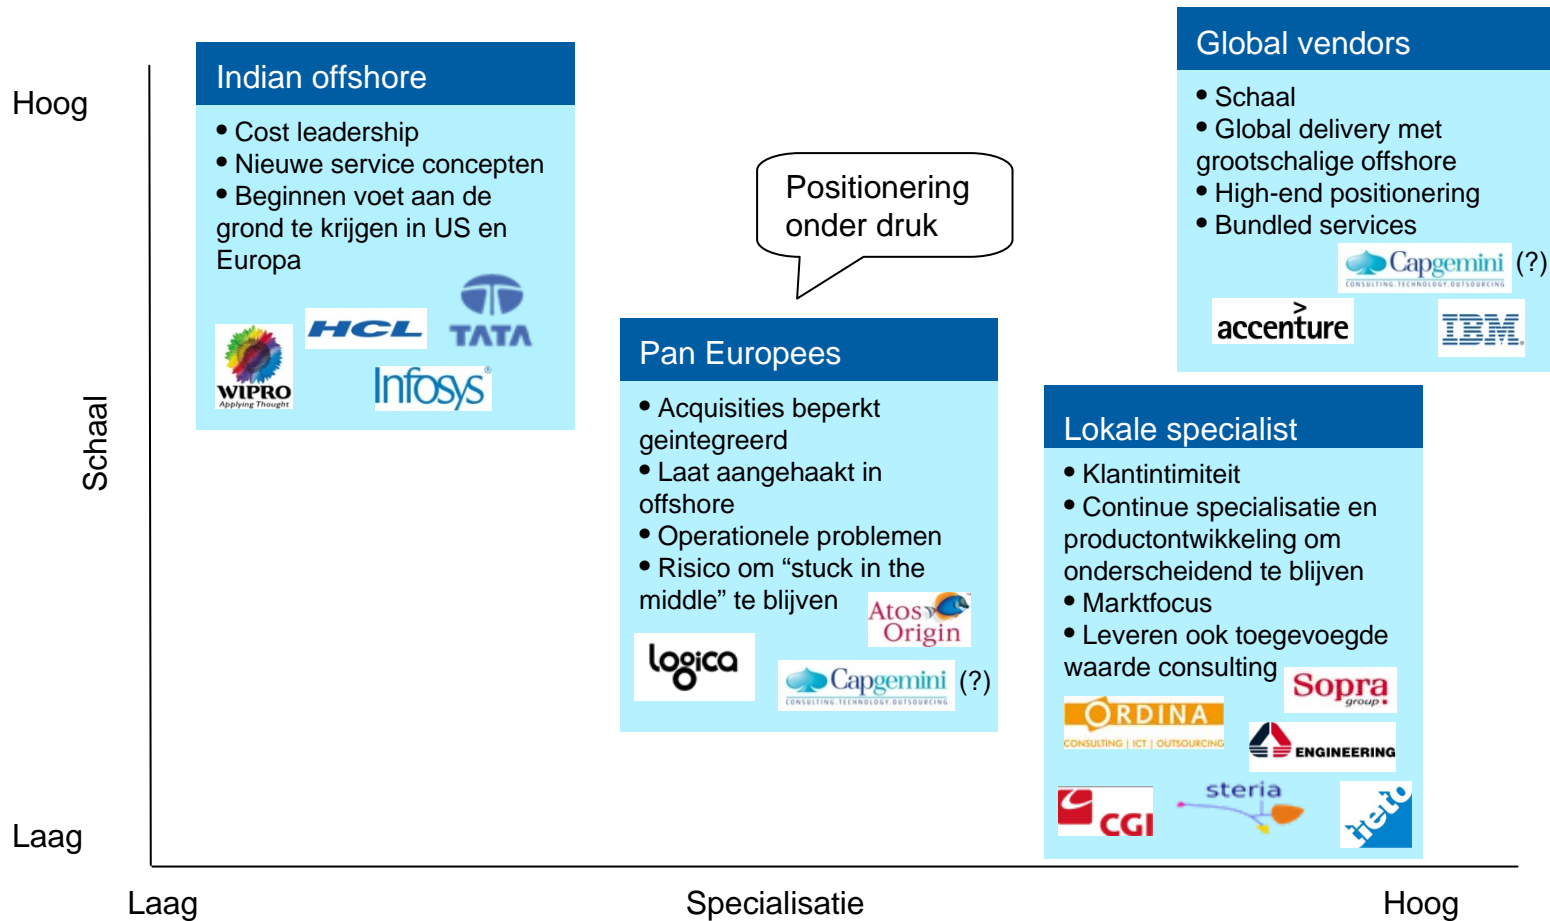 Hoog
Schaal
Laag
Laag
Specialisatie
Hoog
Indian offshore
• Cost leadership
• Nieuwe service concepten
• Beginnen voet aan de
grond te krijgen in US en
Europa
WIPRO
Applying Thought
HCL
TATA
Infosys®
Positionering
onder druk
Pan Europees
• Acquisities beperkt
geintegreerd
• Laat aangehaakt in
offshore
• Operationele problemen
• Risico om “stuck in the
middle” te blijven
Atos
Origin
logica
Capgemini (?)
CONSULTING.TECHNOLOGY.OUTSOURCING
Global vendors
• Schaal
• Global delivery met
grootschalige offshore
• High-end positionering
• Bundled services
Capgemini (?)
CONSULTING.TECHNOLOGY.OUTSOURCING
accenture
IBM®
Lokale specialist
• Klantintimiteit
• Continue specialisatie en
productontwikkeling om
onderscheidend te blijven
• Marktfocus
• Leveren ook toegevoegde
waarde consulting
Sopra
group
ORDINA
CONSULTING | ICT | OUTSOURCING
ENGINEERING
CGI
steria
tieto